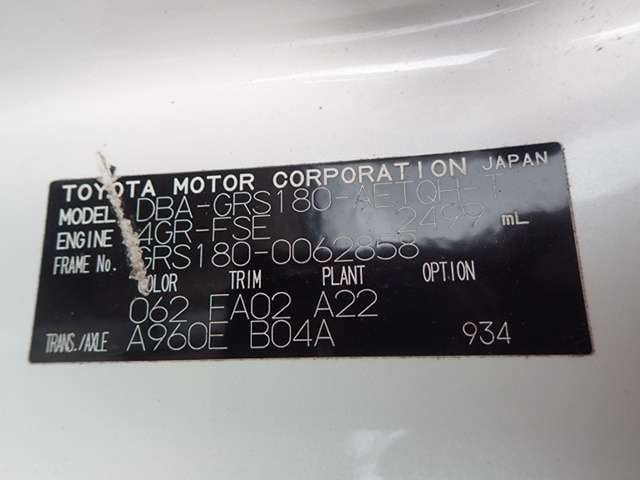 TOYOTA MOTOR CORPORATION JAPAN
MODEL DBA-GRS180-AETQH-T
ENGINE 4GR-FSE 2499 mL
FRAME No. GRS180-0062858
COLOR TRIM PLANT OPTION
062 FA02 A22
TRANS./AXLE A960E B04A 934